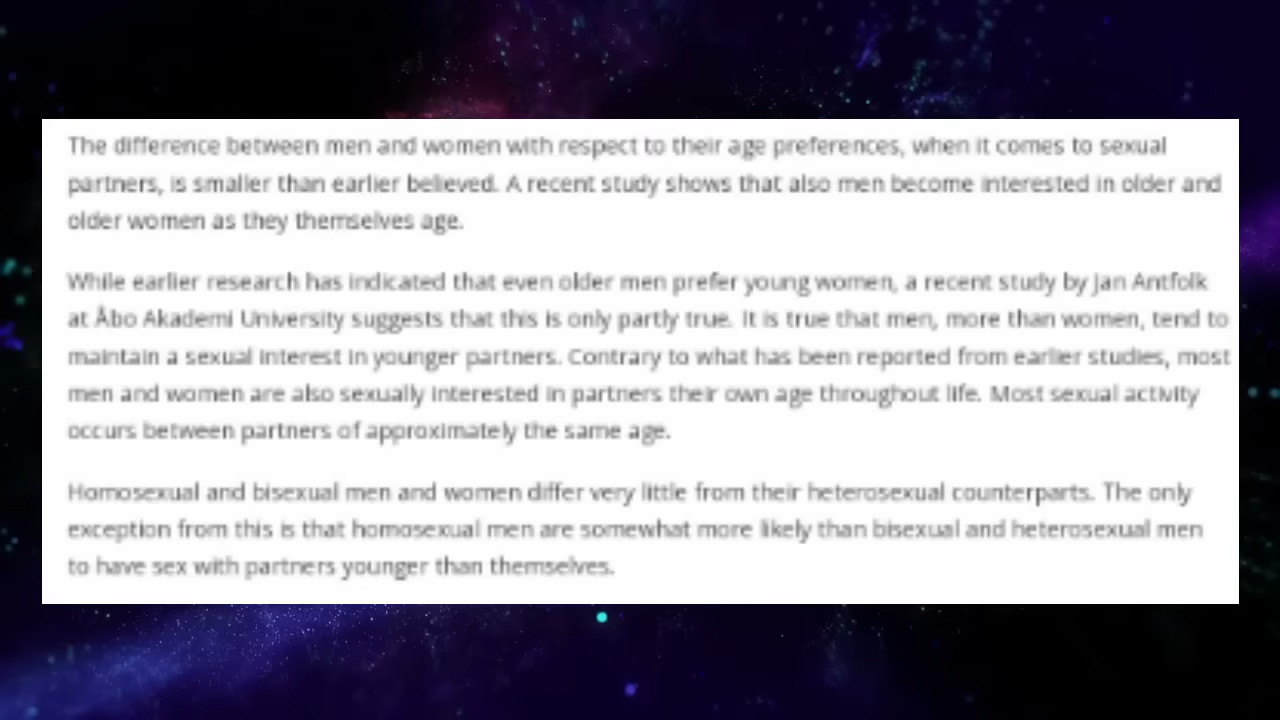 The difference between men and women with respect to their age preferences, when it comes to sexual
partners, is smaller than earlier believed. A recent study shows that also men become interested in older and
older women as they themselves age.
While earlier research has indicated that even older men prefer young women, a recent study by Jan Antfolk
at Åbo Akademi University suggests that this is only partly true. It is true that men, more than women, tend to
maintain a sexual interest in younger partners. Contrary to what has been reported from earlier studies, most
men and women are also sexually interested in partners their own age throughout life. Most sexual activity
occurs between partners of approximately the same age.
Homosexual and bisexual men and women differ very little from their heterosexual counterparts. The only
exception from this is that homosexual men are somewhat more likely than bisexual and heterosexual men
to have sex with partners younger than themselves.